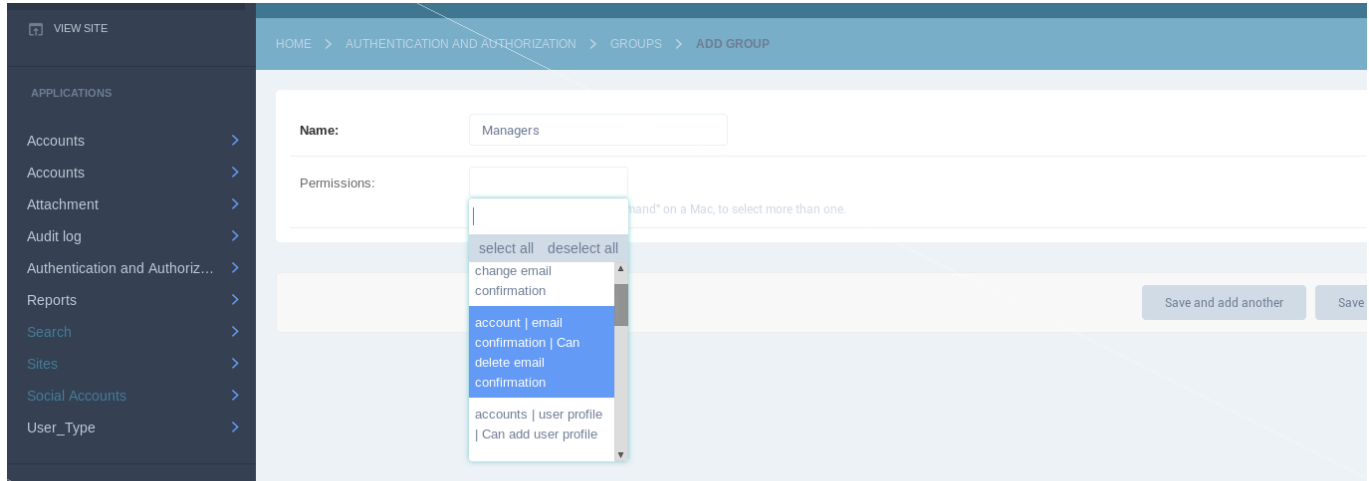 VIEW SITE
HOME > AUTHENTICATION AND AUTHORIZATION > GROUPS > ADD GROUP
APPLICATIONS
Accounts
Accounts
Attachment
Audit log
Authentication and Authoriz...
Reports
Search
Sites
Social Accounts
User_Type
Name:
Managers
Permissions:
on a Mac, to select more than one.
select all deselect all
change email
confirmation
account | email
confirmation | Can
delete email
confirmation
accounts | user profile
| Can add user profile
Save and add another
Save